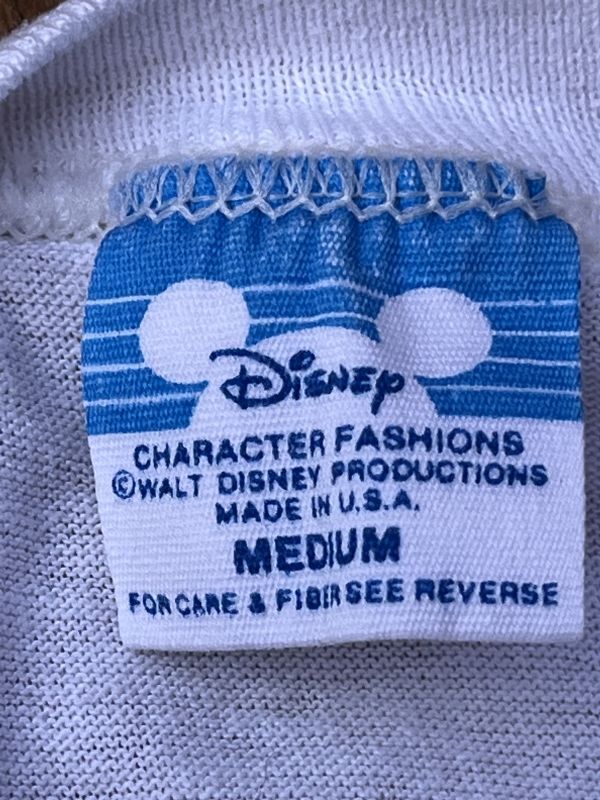 Disney
CHARACTER FASHIONS
©WALT DISNEY PRODUCTIONS
MADE IN U.S.A.
MEDIUM
FOR CARE & FIBER SEE REVERSE